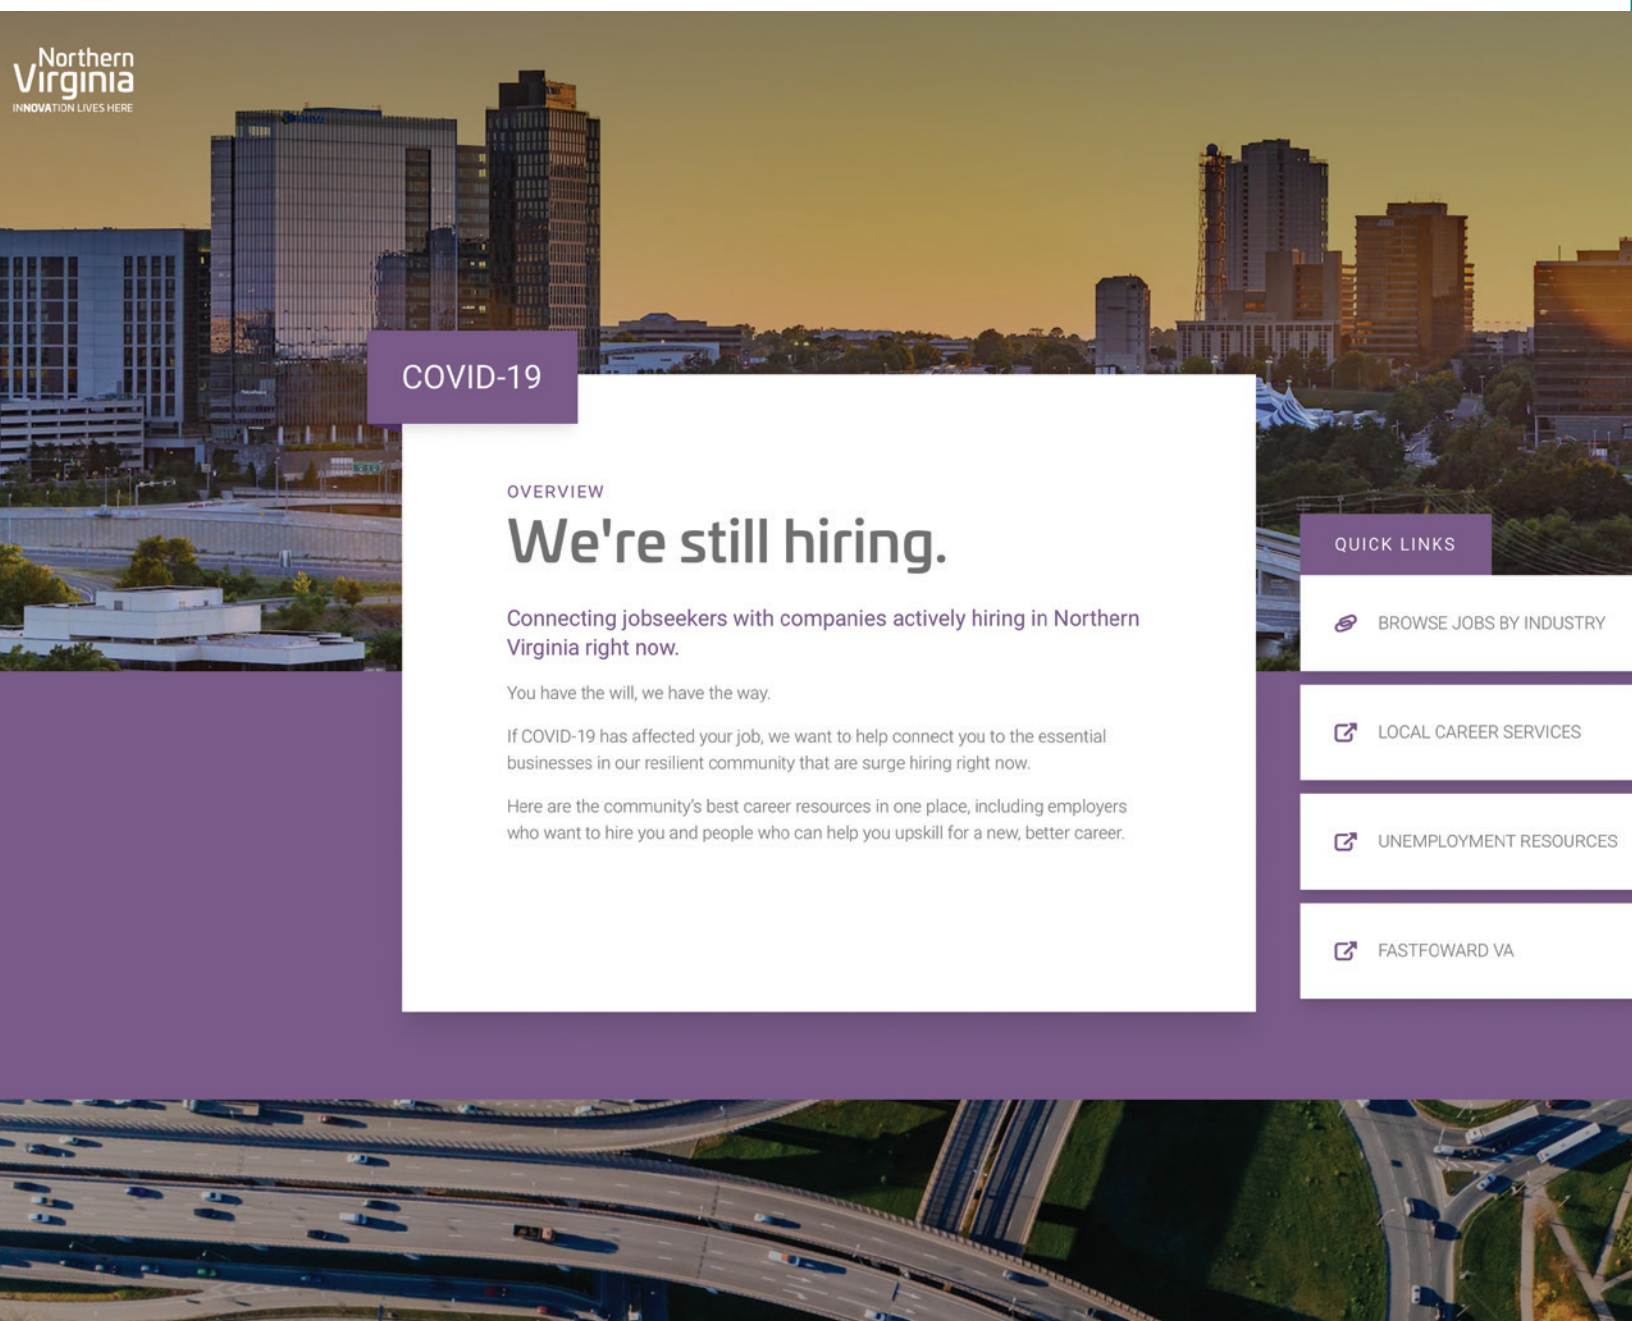 Northern
Virginia
INNOVATION LIVES HERE
COVID-19
OVERVIEW
We're still hiring.
Connecting jobseekers with companies actively hiring in Northern
Virginia right now.
You have the will, we have the way.
If COVID-19 has affected your job, we want to help connect you to the essential
businesses in our resilient community that are surge hiring right now.
Here are the community's best career resources in one place, including employers
who want to hire you and people who can help you upskill for a new, better career.
QUICK LINKS
BROWSE JOBS BY INDUSTRY
LOCAL CAREER SERVICES
UNEMPLOYMENT RESOURCES
FASTFOWARD VA